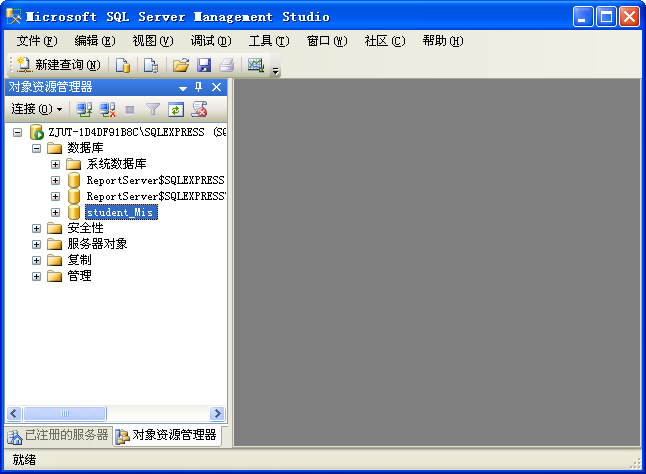 Microsoft SQL Server Management Studio
文件(F) 编辑(E) 视图(V) 调试(D) 工具(T) 窗口(W) 社区(C) 帮助(H)
新建查询(N)
对象资源管理器
连接(O)
ZJUT-1D4DF91B8C\SQLEXPRESS (SQ
数据库
系统数据库
ReportServer$SQLEXPRESS
ReportServer$SQLEXPRESS
student_Mis
安全性
服务器对象
复制
管理
已注册的服务器 对象资源管理器
就绪